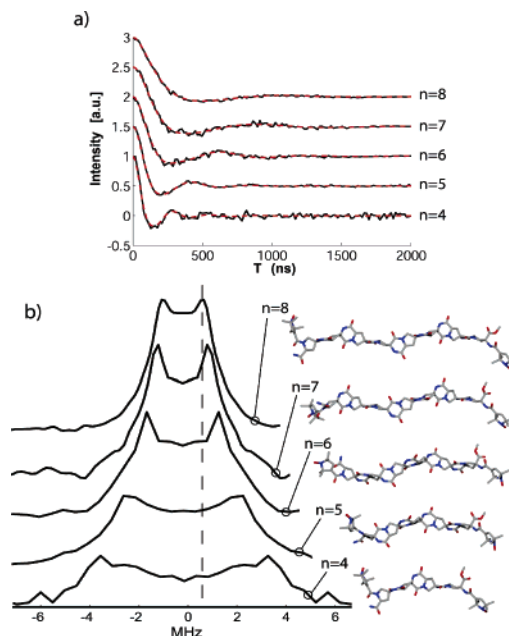 a)
3
2.5
2
1.5
1
0.5
0
-0.5
Intensity [a.u.]
n=8
n=7
n=6
n=5
n=4
0 500 1000 1500 2000
T (ns)
b)
n=8
n=7
n=6
n=5
n=4
-6 -4 -2 0 2 4 6
MHz